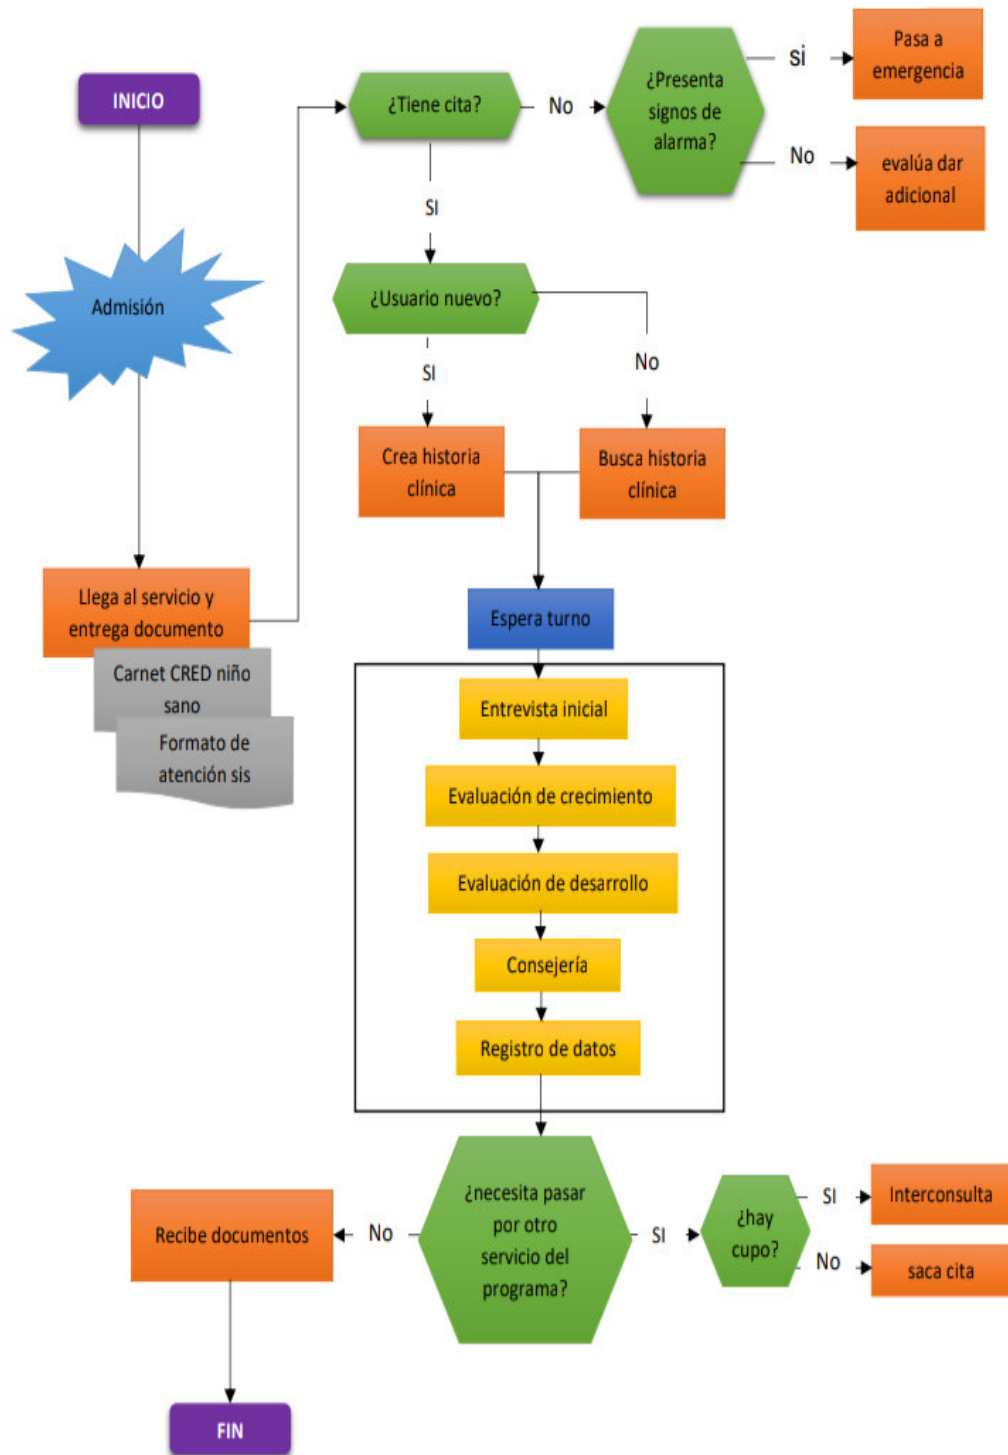 INICIO
Admisión
Llega al servicio y
entrega documento
Carnet CRED niño
sano
Formato de
atención sis
¿Tiene cita?
No
¿Presenta
signos de
alarma?
sí
Pasa a
emergencia
No
evalúa dar
adicional
SI
¿Usuario nuevo?
SI
No
Crea historia
clínica
Busca historia
clínica
Espera turno
Entrevista inicial
Evaluación de crecimiento
Evaluación de desarrollo
Consejería
Registro de datos
¿necesita pasar
por otro
servicio del
programa?
No
Recibe documentos
FIN
SI
¿hay
cupo?
SI
Interconsulta
No
saca cita